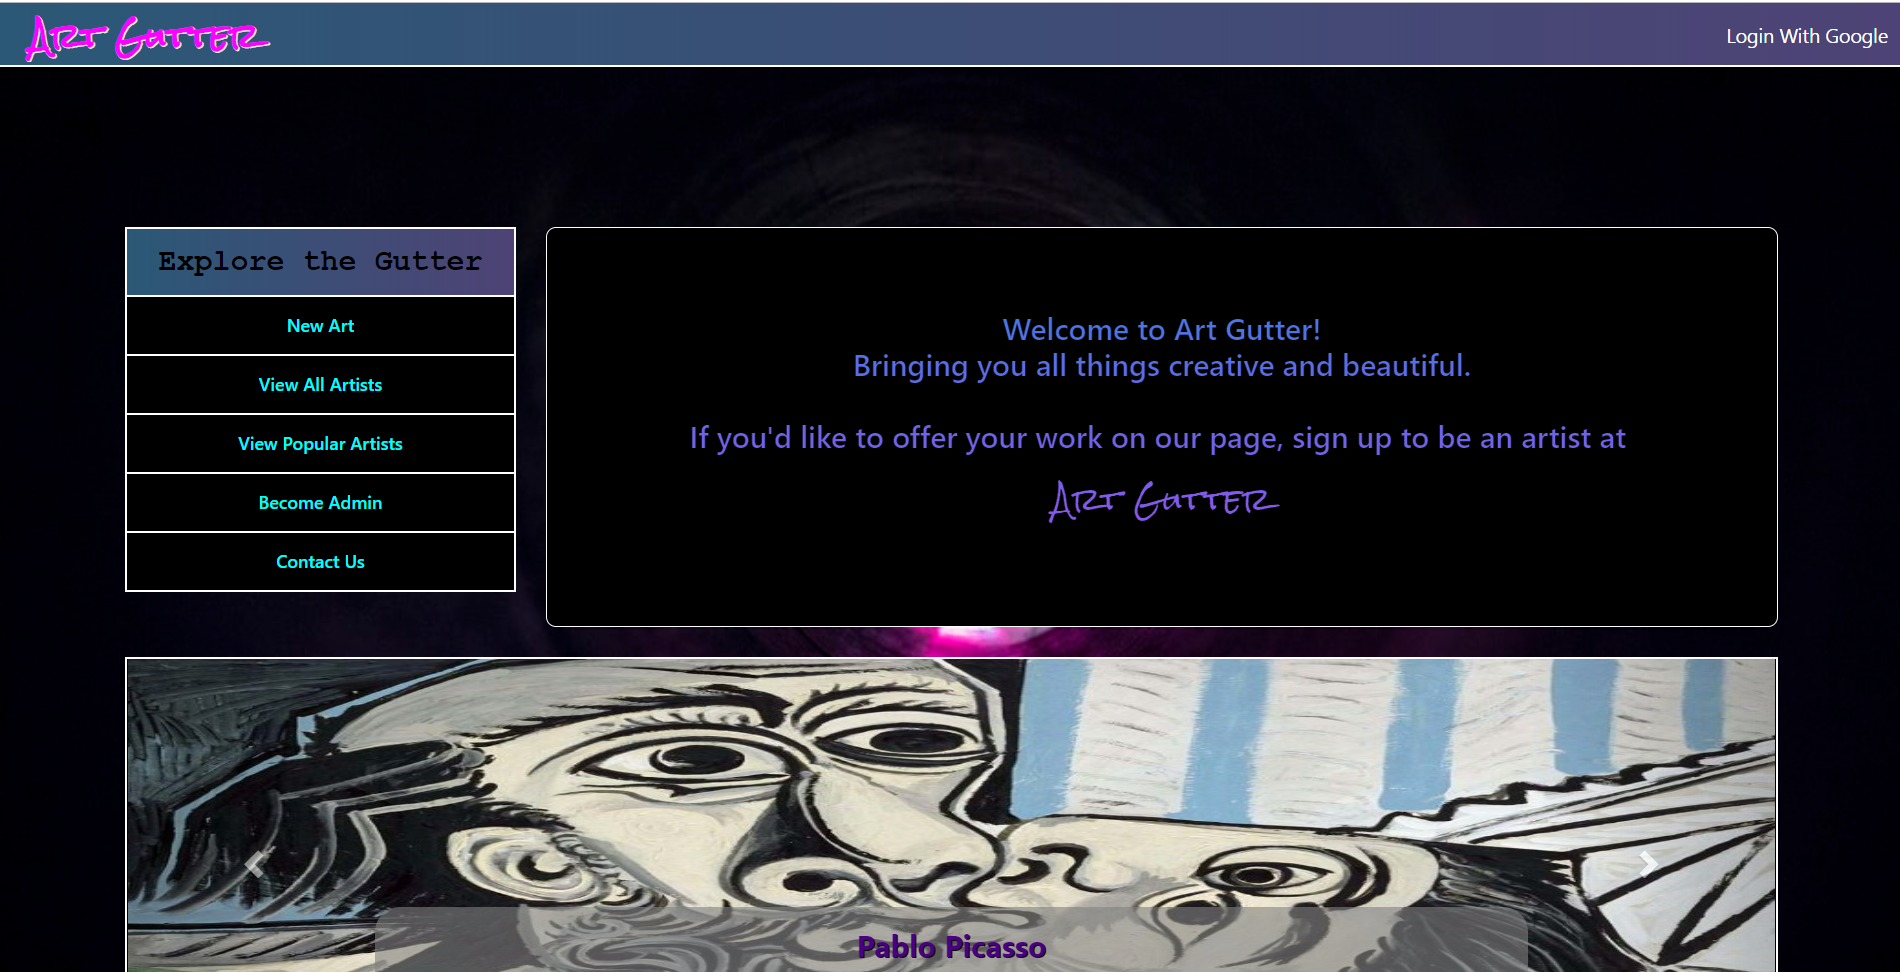 Art Gutter
Login With Google
Explore the Gutter
New Art
View All Artists
View Popular Artists
Become Admin
Contact Us
Welcome to Art Gutter!
Bringing you all things creative and beautiful.
If you'd like to offer your work on our page, sign up to be an artist at
Art Gutter
Pablo Picasso